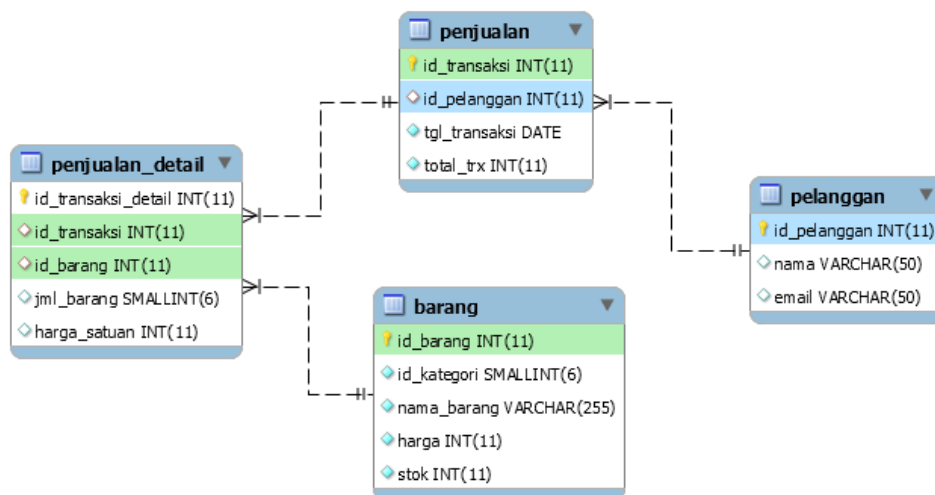 penjualan
id_transaksi INT(11)
id_pelanggan INT(11)
tgl_transaksi DATE
total_trx INT(11)
penjualan_detail
id_transaksi_detail INT(11)
id_transaksi INT(11)
id_barang INT(11)
jml_barang SMALLINT(6)
harga_satuan INT(11)
pelanggan
id_pelanggan INT(11)
nama VARCHAR(50)
email VARCHAR(50)
barang
id_barang INT(11)
id_kategori SMALLINT(6)
nama_barang VARCHAR(255)
harga INT(11)
stok INT(11)